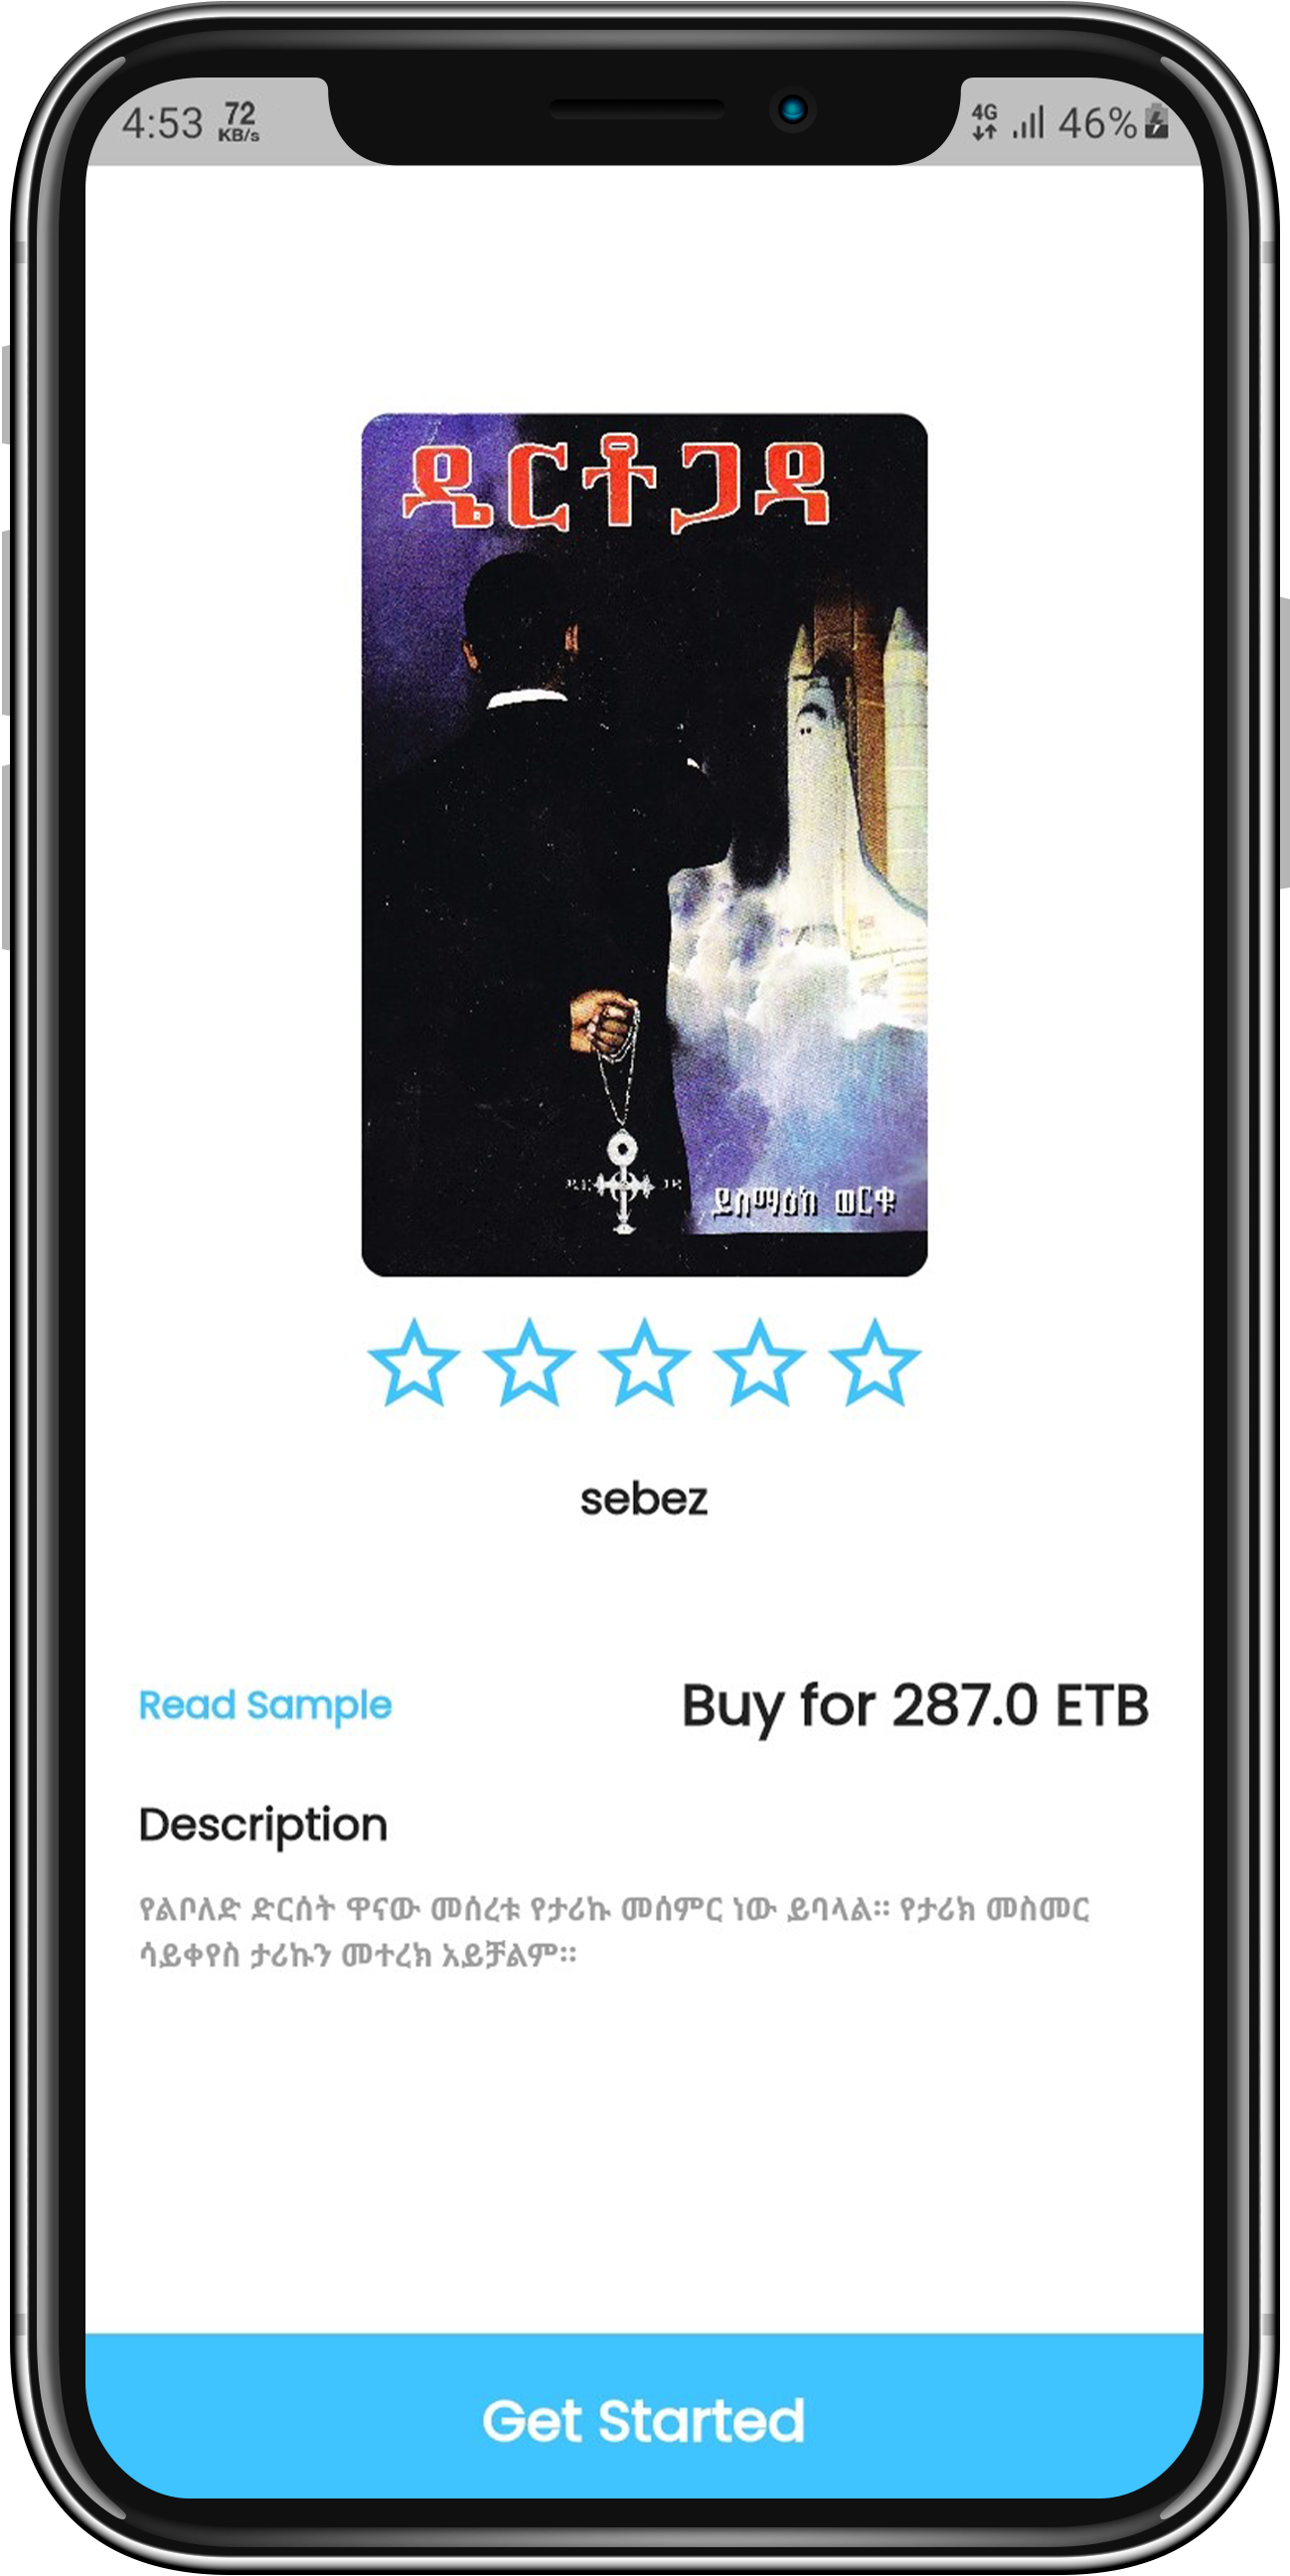 4:53 72 KB/s 4G 46%
ዴርቶጋዳ
ይስማዕከ ወርቁ
sebez
Read Sample Buy for 287.0 ETB
Description
የልቦለድ ድርሰት ዋናው መሰረቱ የታሪኩ መሰምር ነው ይባላል። የታሪክ መስመር
ሳይቀየስ ታሪኩን መተረክ አይቻልም።
Get Started